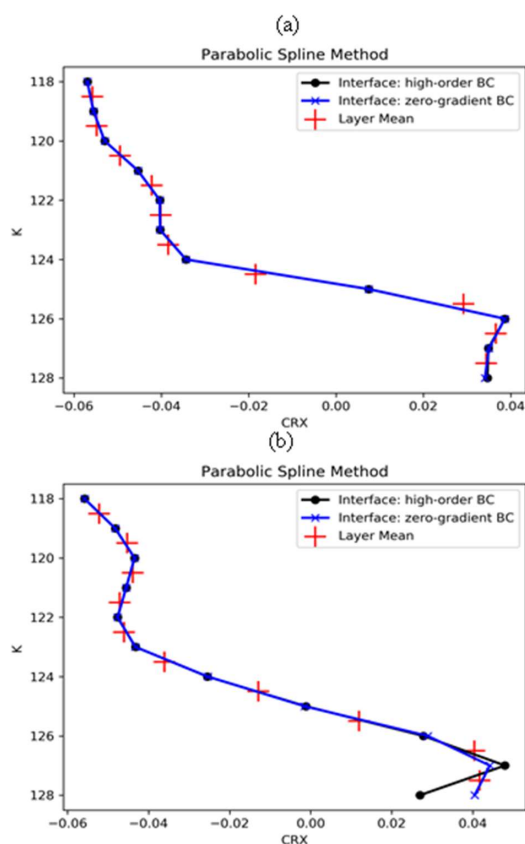 (a)
Parabolic Spline Method
Interface: high-order BC
Interface: zero-gradient BC
Layer Mean
118
120
122
124
126
128
K
−0.06 −0.04 −0.02 0.00 0.02 0.04
CRX
(b)
Parabolic Spline Method
Interface: high-order BC
Interface: zero-gradient BC
Layer Mean
118
120
122
124
126
128
K
−0.06 −0.04 −0.02 0.00 0.02 0.04
CRX